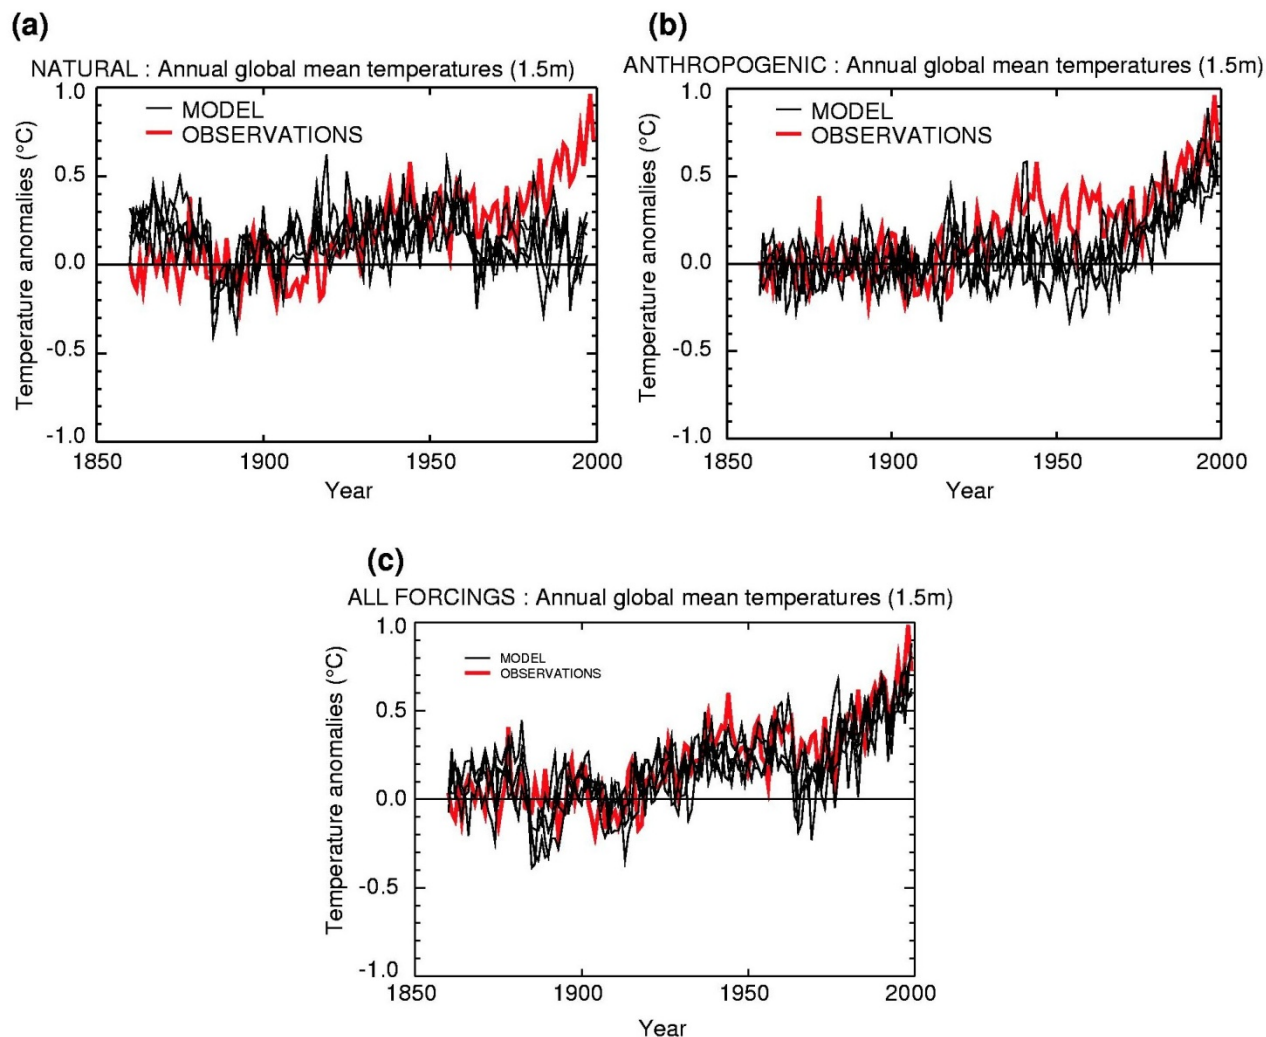 (a)
NATURAL : Annual global mean temperatures (1.5m)
MODEL
OBSERVATIONS
Temperature anomalies (°C)
1.0
0.5
0.0
-0.5
-1.0
1850 1900 1950 2000
Year
(b)
ANTHROPOGENIC : Annual global mean temperatures (1.5m)
MODEL
OBSERVATIONS
Temperature anomalies (°C)
1.0
0.5
0.0
-0.5
-1.0
1850 1900 1950 2000
Year
(c)
ALL FORCINGS : Annual global mean temperatures (1.5m)
MODEL
OBSERVATIONS
Temperature anomalies (°C)
1.0
0.5
0.0
-0.5
-1.0
1850 1900 1950 2000
Year